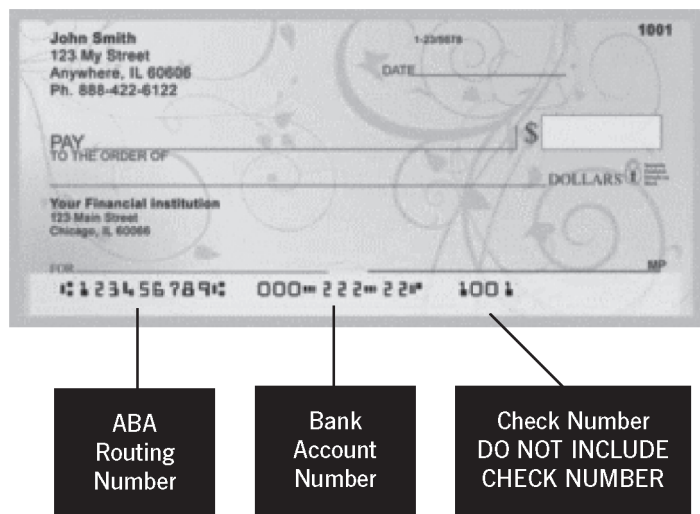 John Smith
1001
123 My Street
1-23/5678
Anywhere, IL 60606
DATE
Ph. 888-422-6122
PAY
$
TO THE ORDER OF
DOLLARS
Your Financial Institution
123 Main Street
Chicago, IL 60066
FOR
MP
⑆123456789⑆ 000⑉222⑉22⑈ 1001
ABA
Routing
Number
Bank
Account
Number
Check Number
DO NOT INCLUDE
CHECK NUMBER